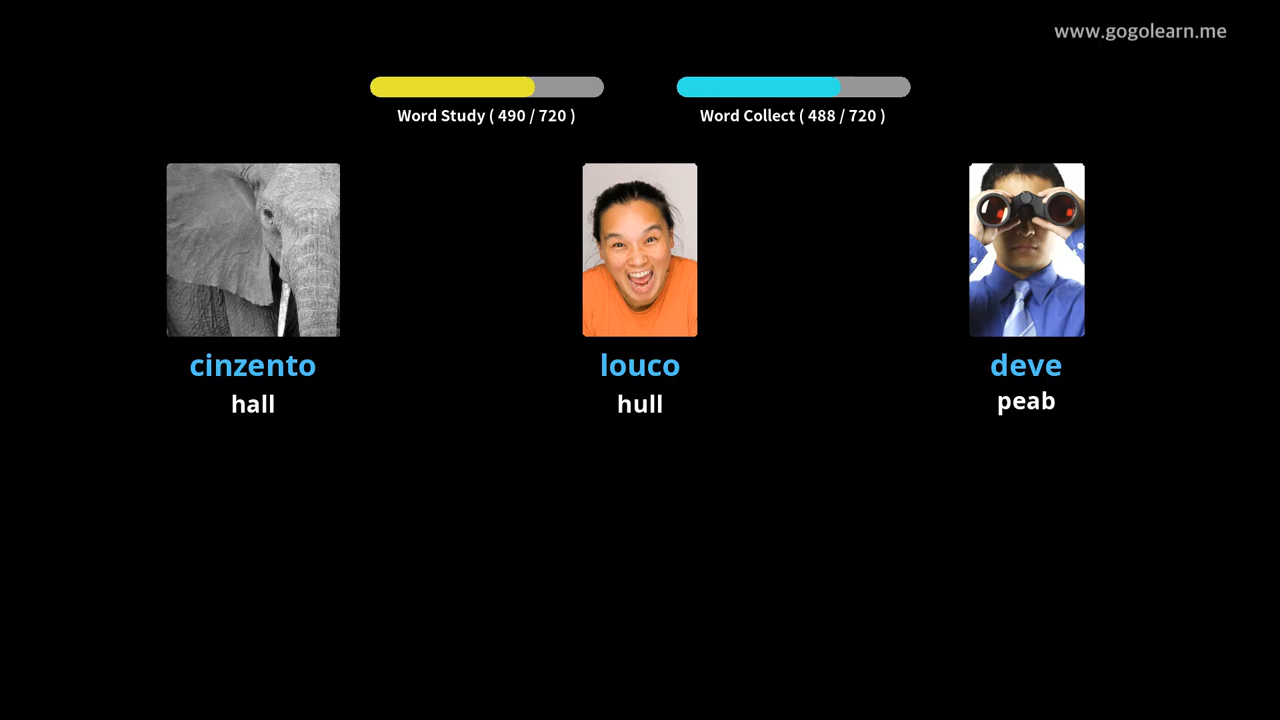 www.gogolearn.me
Word Study ( 490 / 720 )
Word Collect ( 488 / 720 )
cinzento
hall
louco
hull
deve
peab